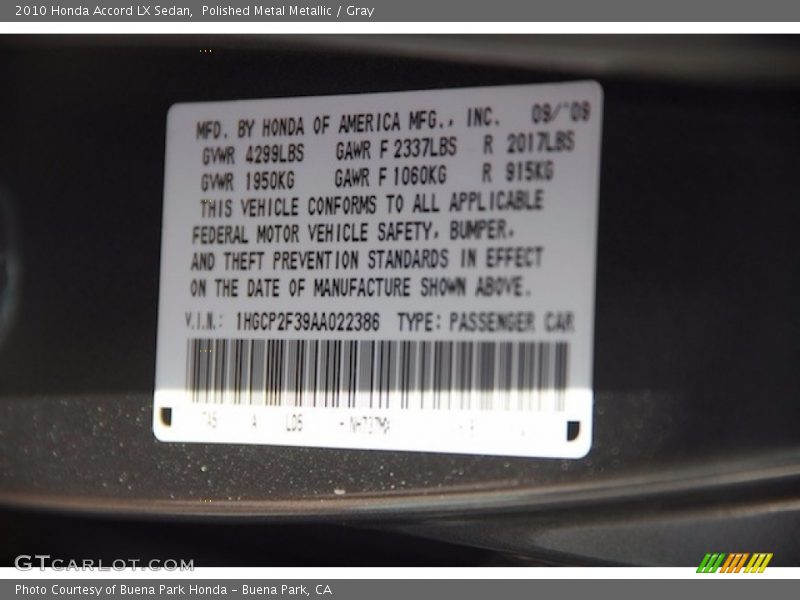 2010 Honda Accord LX Sedan,  Polished Metal Metallic / Gray
09/'09
MFD. BY HONDA OF AMERICA MFG., INC.
GVWR 4299LBS GAWR F 2337LBS R 2017LBS
GVWR 1950KG GAWR F 1060KG R 915KG
THIS VEHICLE CONFORMS TO ALL APPLICABLE
FEDERAL MOTOR VEHICLE SAFETY, BUMPER,
AND THEFT PREVENTION STANDARDS IN EFFECT
ON THE DATE OF MANUFACTURE SHOWN ABOVE.
V.I.N.: 1HGCP2F39AA022386 TYPE: PASSENGER CAR
TA5 A LD5 - NH737MX
GTCARLOT.COM
Photo Courtesy of Buena Park Honda - Buena Park, CA